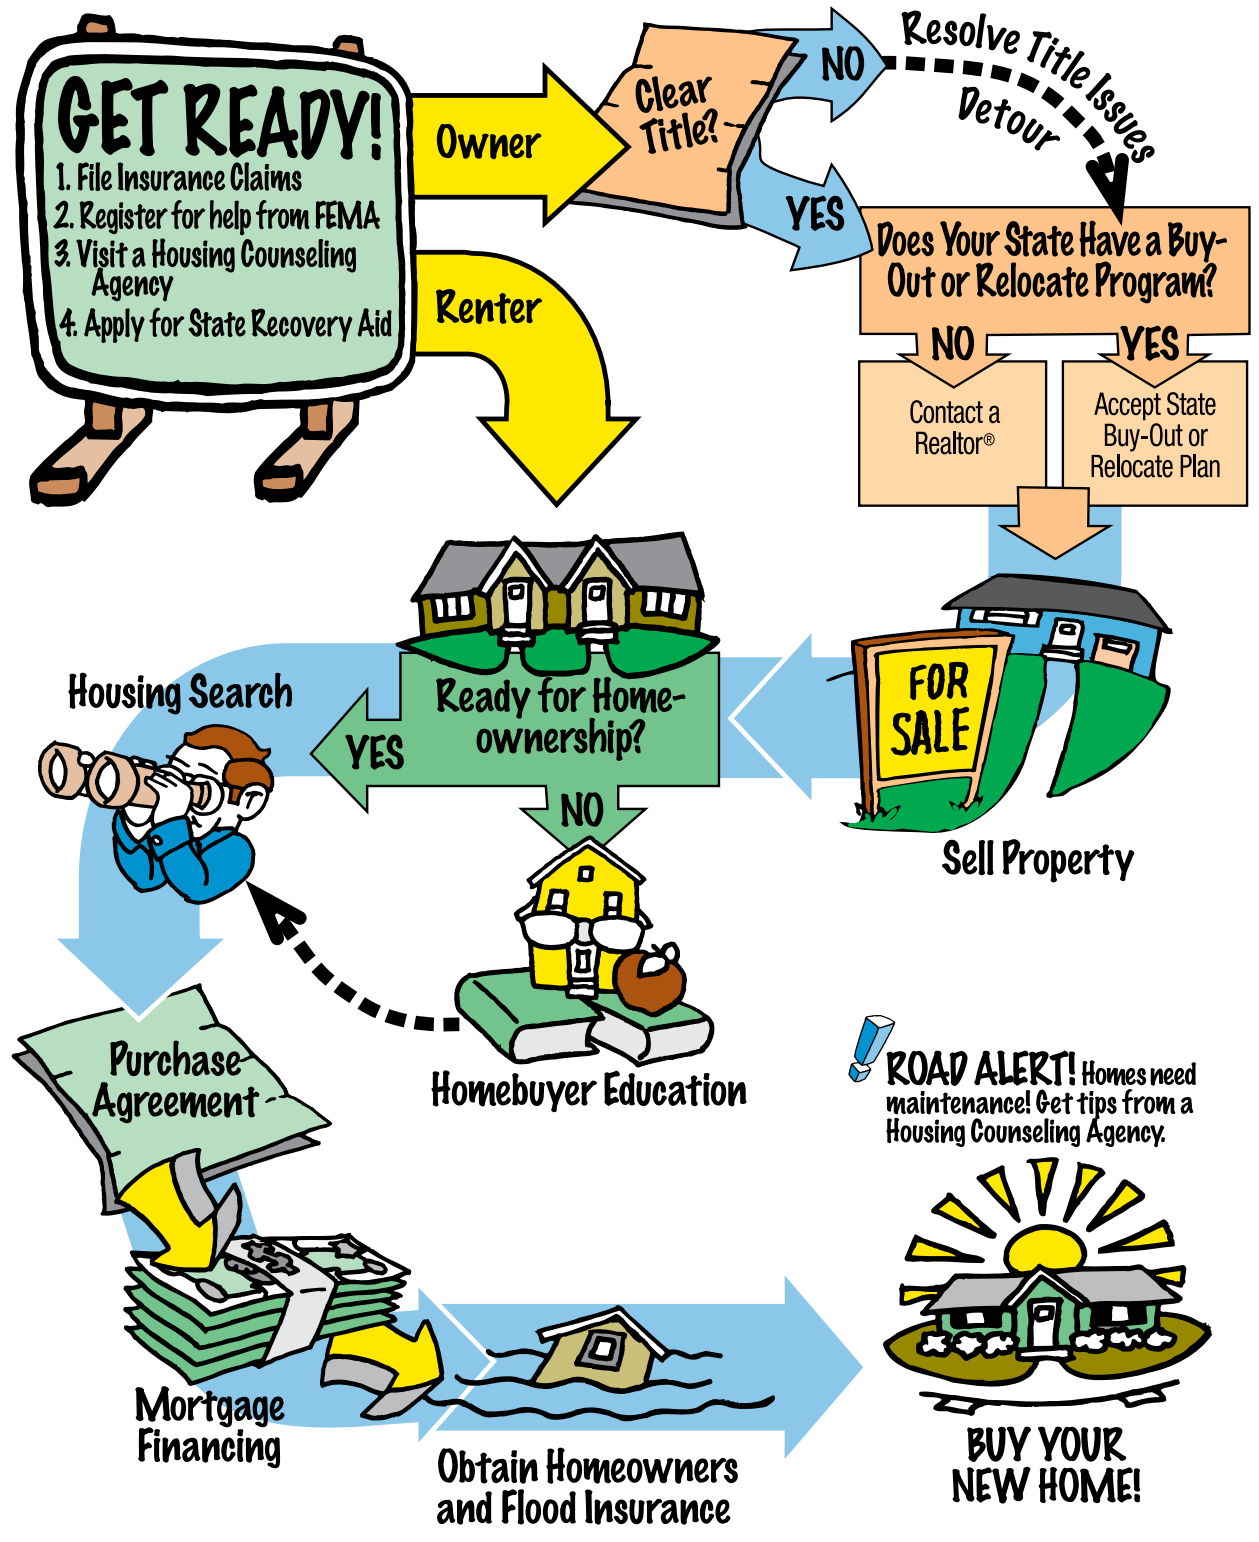 GET READY!
1. File Insurance Claims
2. Register for help from FEMA
3. Visit a Housing Counseling
Agency
4. Apply for State Recovery Aid
Owner
Renter
Clear
Title?
NO
YES
Resolve Title Issues
Detour
Does Your State Have a Buy-
Out or Relocate Program?
NO
YES
Contact a
Realtor®
Accept State
Buy-Out or
Relocate Plan
FOR
SALE
Sell Property
Ready for Home-
ownership?
YES
NO
Housing Search
Homebuyer Education
Purchase
Agreement
Mortgage
Financing
Obtain Homeowners
and Flood Insurance
ROAD ALERT! Homes need
maintenance! Get tips from a
Housing Counseling Agency.
BUY YOUR
NEW HOME!